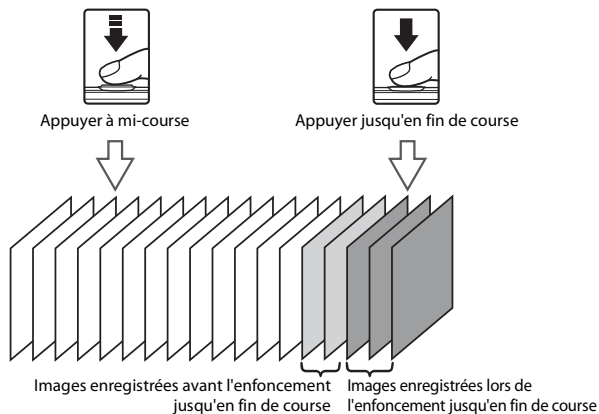 Appuyer à mi-course
Appuyer jusqu'en fin de course
Images enregistrées avant l'enfoncement
jusqu'en fin de course
Images enregistrées lors de
l'enfoncement jusqu'en fin de course